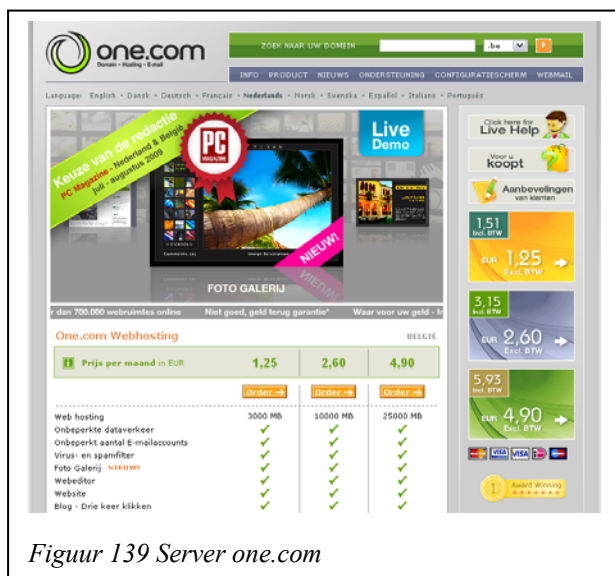 one.com
Domain • Hosting • E-mail
ZOEK NAAR UW DOMEIN
.be
INFO PRODUCT NIEUWS ONDERSTEUNING CONFIGURATIESCHERM WEBMAIL
Language: English • Dansk • Deutsch • Français • Nederlands • Norsk • Svenska • Español • Italiano • Português
Keuze van de redactie
PC Magazine - Nederland & België
juli - augustus 2009
PC
MAGAZINE
Live
Demo
NIEUW!
FOTO GALERIJ
r dan 700.000 webruimtes online Niet goed, geld terug garantie* Waar voor uw geld - In
One.com Webhosting BELGIË
Prijs per maand in EUR 1,25 2,60 4,90
Order → Order → Order →
Web hosting 3000 MB 10000 MB 25000 MB
Onbeperkte dataverkeer ✓ ✓ ✓
Onbeperkt aantal E-mailaccounts ✓ ✓ ✓
Virus- en spamfilter ✓ ✓ ✓
Foto Galerij NIEUW! ✓ ✓ ✓
Webeditor ✓ ✓ ✓
Website ✓ ✓ ✓
Blog - Drie keer klikken ✓ ✓ ✓
Click here for
Live Help
Voor u
koopt
Aanbevelingen
van klanten
1,51
Incl. BTW
EUR 1,25
Excl. BTW
3,15
Incl. BTW
EUR 2,60
Excl. BTW
5,93
Incl. BTW
EUR 4,90
Excl. BTW
VISA VISA
1 Award Winning
Figuur 139 Server one.com